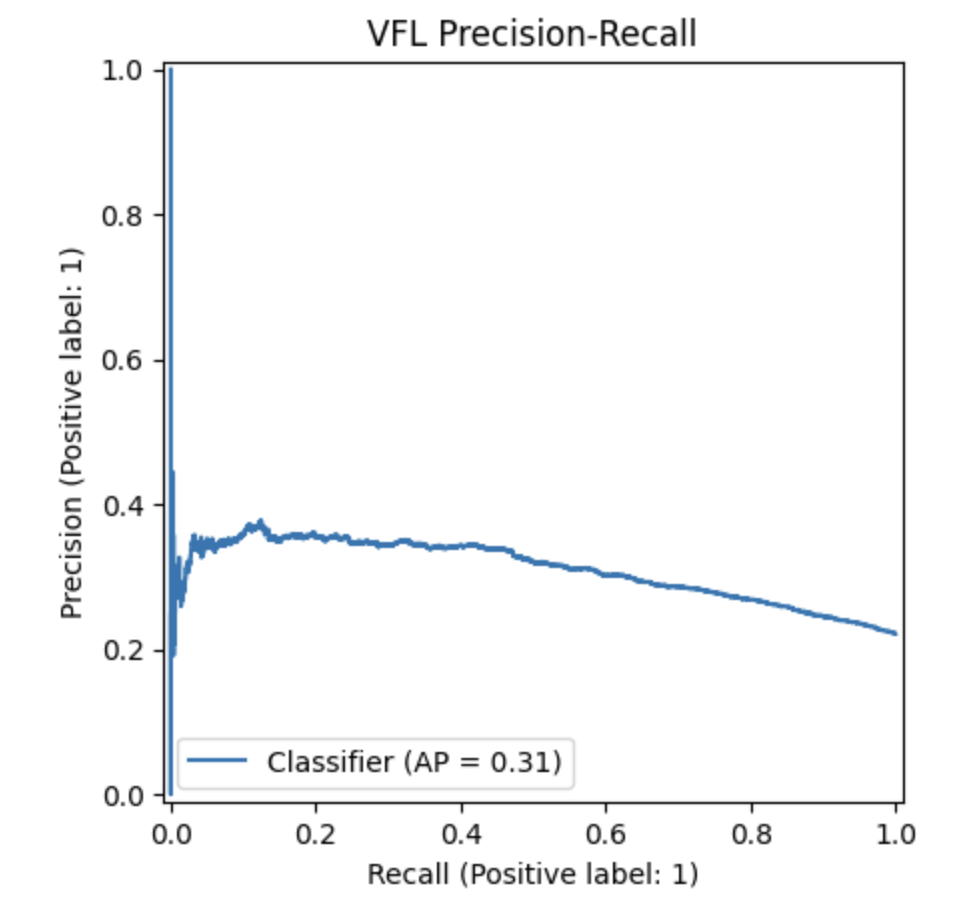 VFL Precision-Recall
Precision (Positive label: 1)
1.0
0.8
0.6
0.4
0.2
0.0
Classifier (AP = 0.31)
0.0 0.2 0.4 0.6 0.8 1.0
Recall (Positive label: 1)